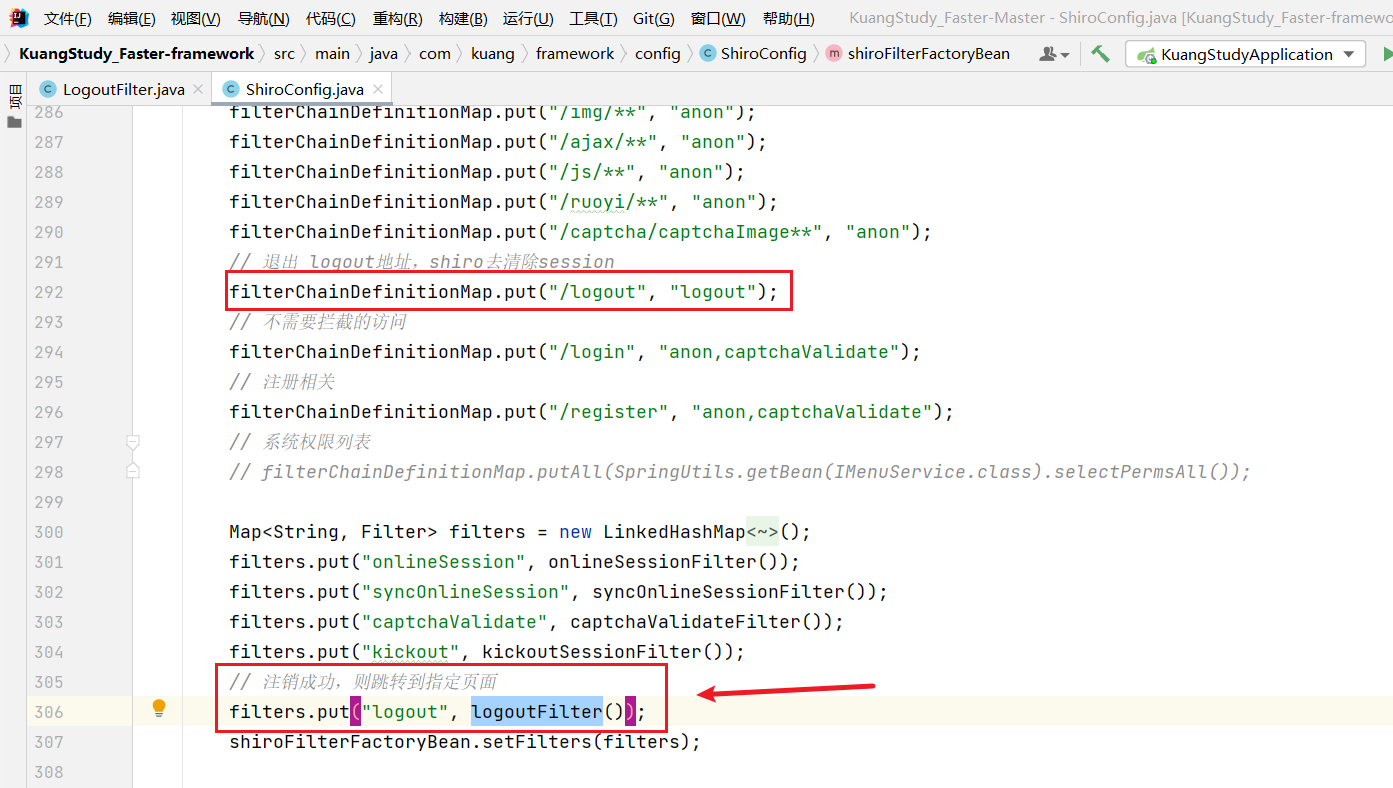 文件(F) 编辑(E) 视图(V) 导航(N) 代码(C) 重构(R) 构建(B) 运行(U) 工具(T) Git(G) 窗口(W) 帮助(H) KuangStudy_Faster-Master - ShiroConfig.java [KuangStudy_Faster-framewo
KuangStudy_Faster-framework src main java com kuang framework config ShiroConfig shiroFilterFactoryBean KuangStudyApplication
项目
LogoutFilter.java ShiroConfig.java
286 filterChainDefinitionMap.put("/img/**", "anon");
287 filterChainDefinitionMap.put("/ajax/**", "anon");
288 filterChainDefinitionMap.put("/js/**", "anon");
289 filterChainDefinitionMap.put("/ruoyi/**", "anon");
290 filterChainDefinitionMap.put("/captcha/captchaImage**", "anon");
291 // 退出 logout地址，shiro去清除session
292 filterChainDefinitionMap.put("/logout", "logout");
293 // 不需要拦截的访问
294 filterChainDefinitionMap.put("/login", "anon,captchaValidate");
295 // 注册相关
296 filterChainDefinitionMap.put("/register", "anon,captchaValidate");
297 // 系统权限列表
298 // filterChainDefinitionMap.putAll(SpringUtils.getBean(IMenuService.class).selectPermsAll());
299
300 Map<String, Filter> filters = new LinkedHashMap<~>();
301 filters.put("onlineSession", onlineSessionFilter());
302 filters.put("syncOnlineSession", syncOnlineSessionFilter());
303 filters.put("captchaValidate", captchaValidateFilter());
304 filters.put("kickout", kickoutSessionFilter());
305 // 注销成功，则跳转到指定页面
306 filters.put("logout", logoutFilter());
307 shiroFilterFactoryBean.setFilters(filters);
308